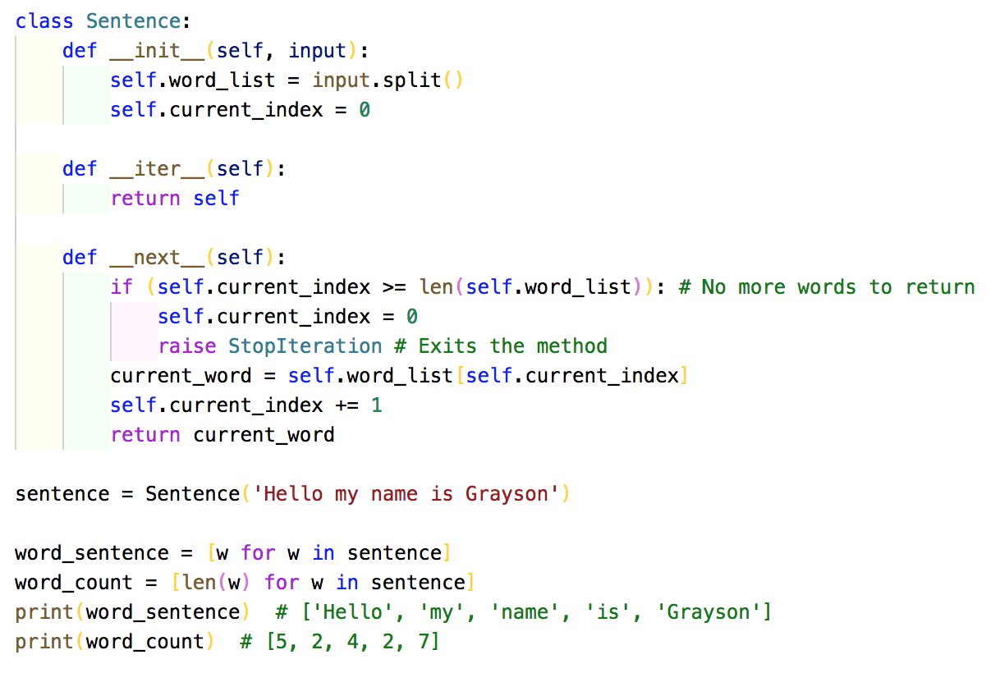 class Sentence:
    def __init__(self, input):
        self.word_list = input.split()
        self.current_index = 0

    def __iter__(self):
        return self

    def __next__(self):
        if (self.current_index >= len(self.word_list)): # No more words to return
            self.current_index = 0
            raise StopIteration # Exits the method
        current_word = self.word_list[self.current_index]
        self.current_index += 1
        return current_word

sentence = Sentence('Hello my name is Grayson')

word_sentence = [w for w in sentence]
word_count = [len(w) for w in sentence]
print(word_sentence)  # ['Hello', 'my', 'name', 'is', 'Grayson']
print(word_count)  # [5, 2, 4, 2, 7]